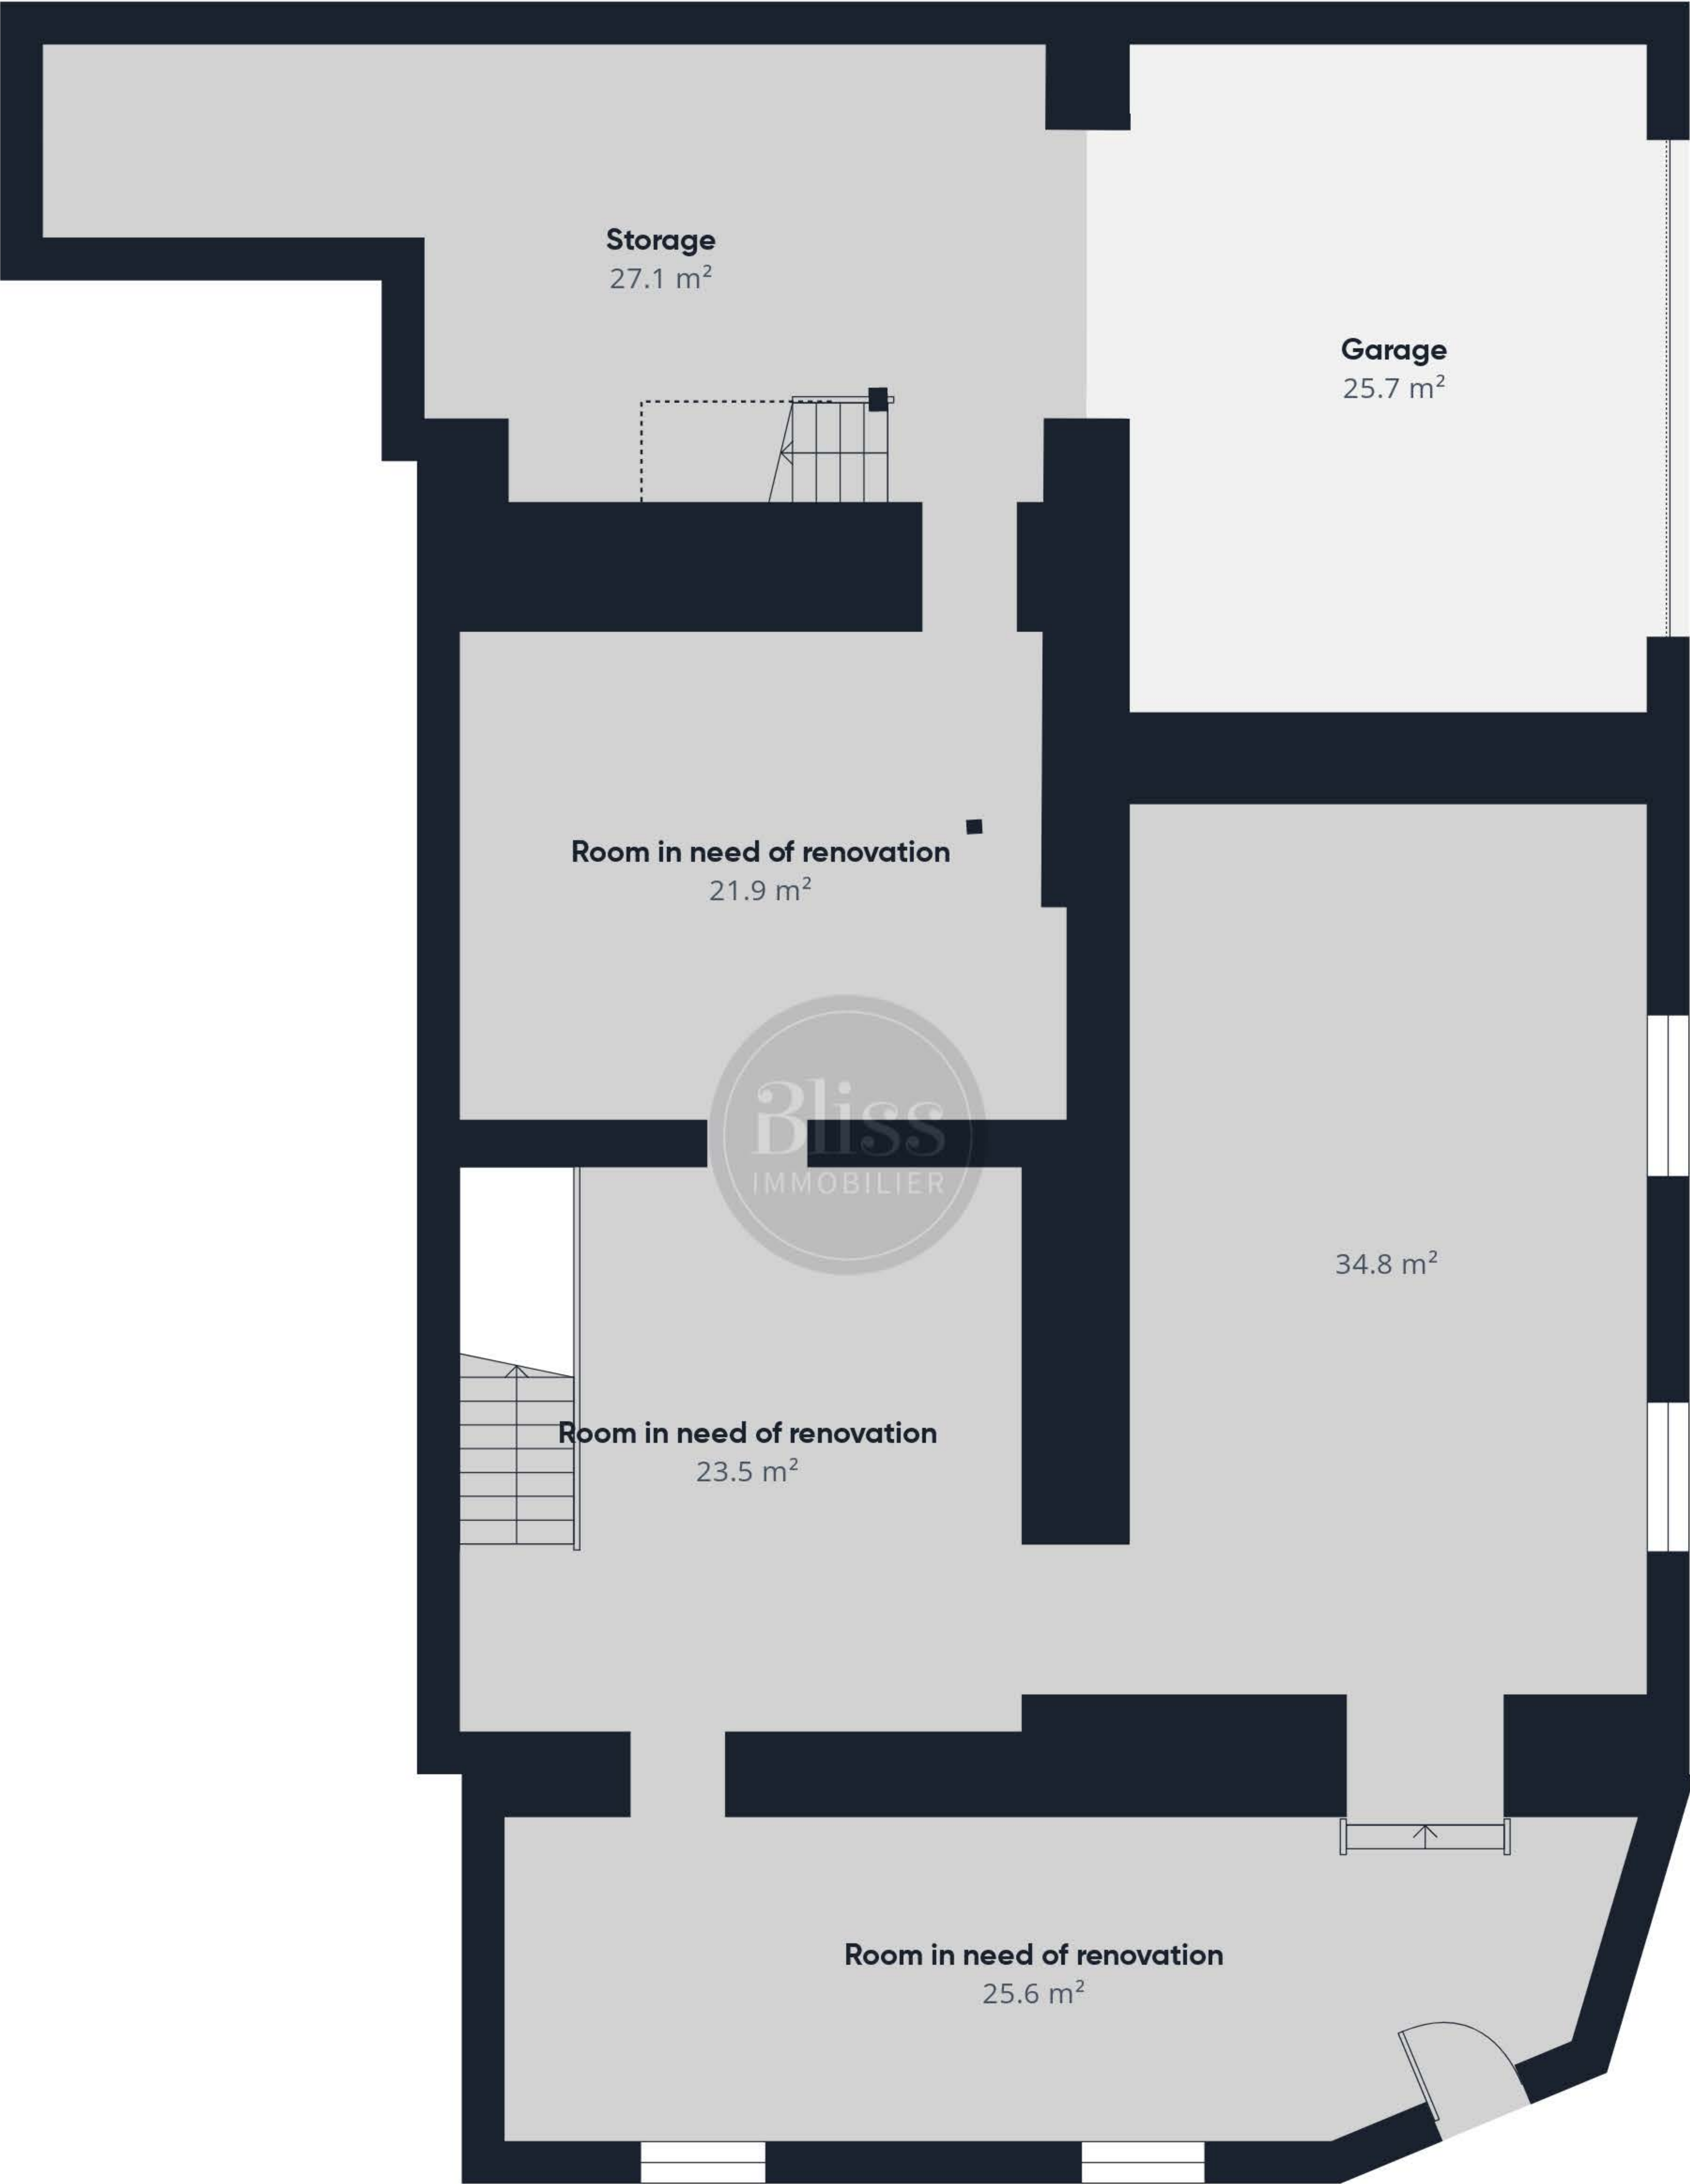 Storage
27.1 m²
Garage
25.7 m²
Room in need of renovation
21.9 m²
Bliss
IMMOBILIER
34.8 m²
Room in need of renovation
23.5 m²
Room in need of renovation
25.6 m²